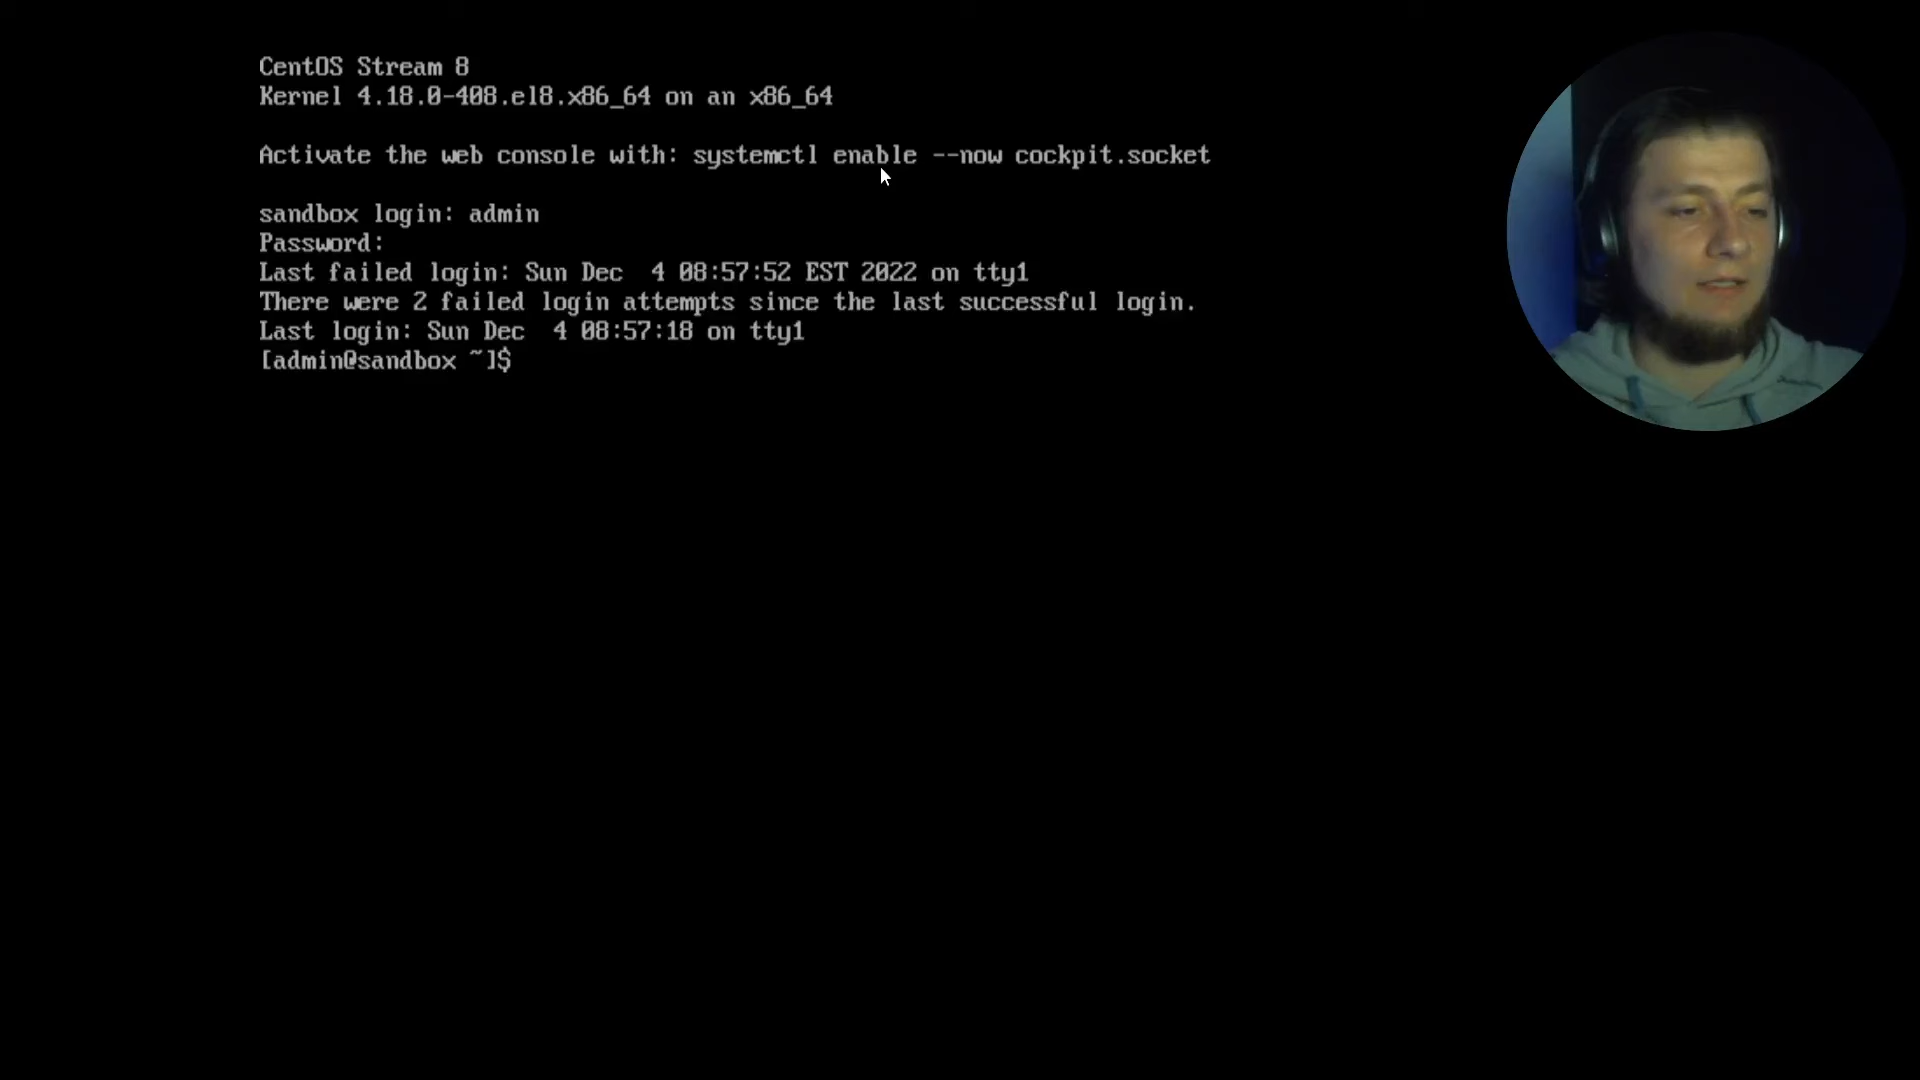 CentOS Stream 8
Kernel 4.18.0-408.el8.x86_64 on an x86_64
Activate the web console with: systemctl enable --now cockpit.socket
sandbox login: admin
Password:
Last failed login: Sun Dec  4 08:57:52 EST 2022 on tty1
There were 2 failed login attempts since the last successful login.
Last login: Sun Dec  4 08:57:18 on tty1
[admin@sandbox ~]$